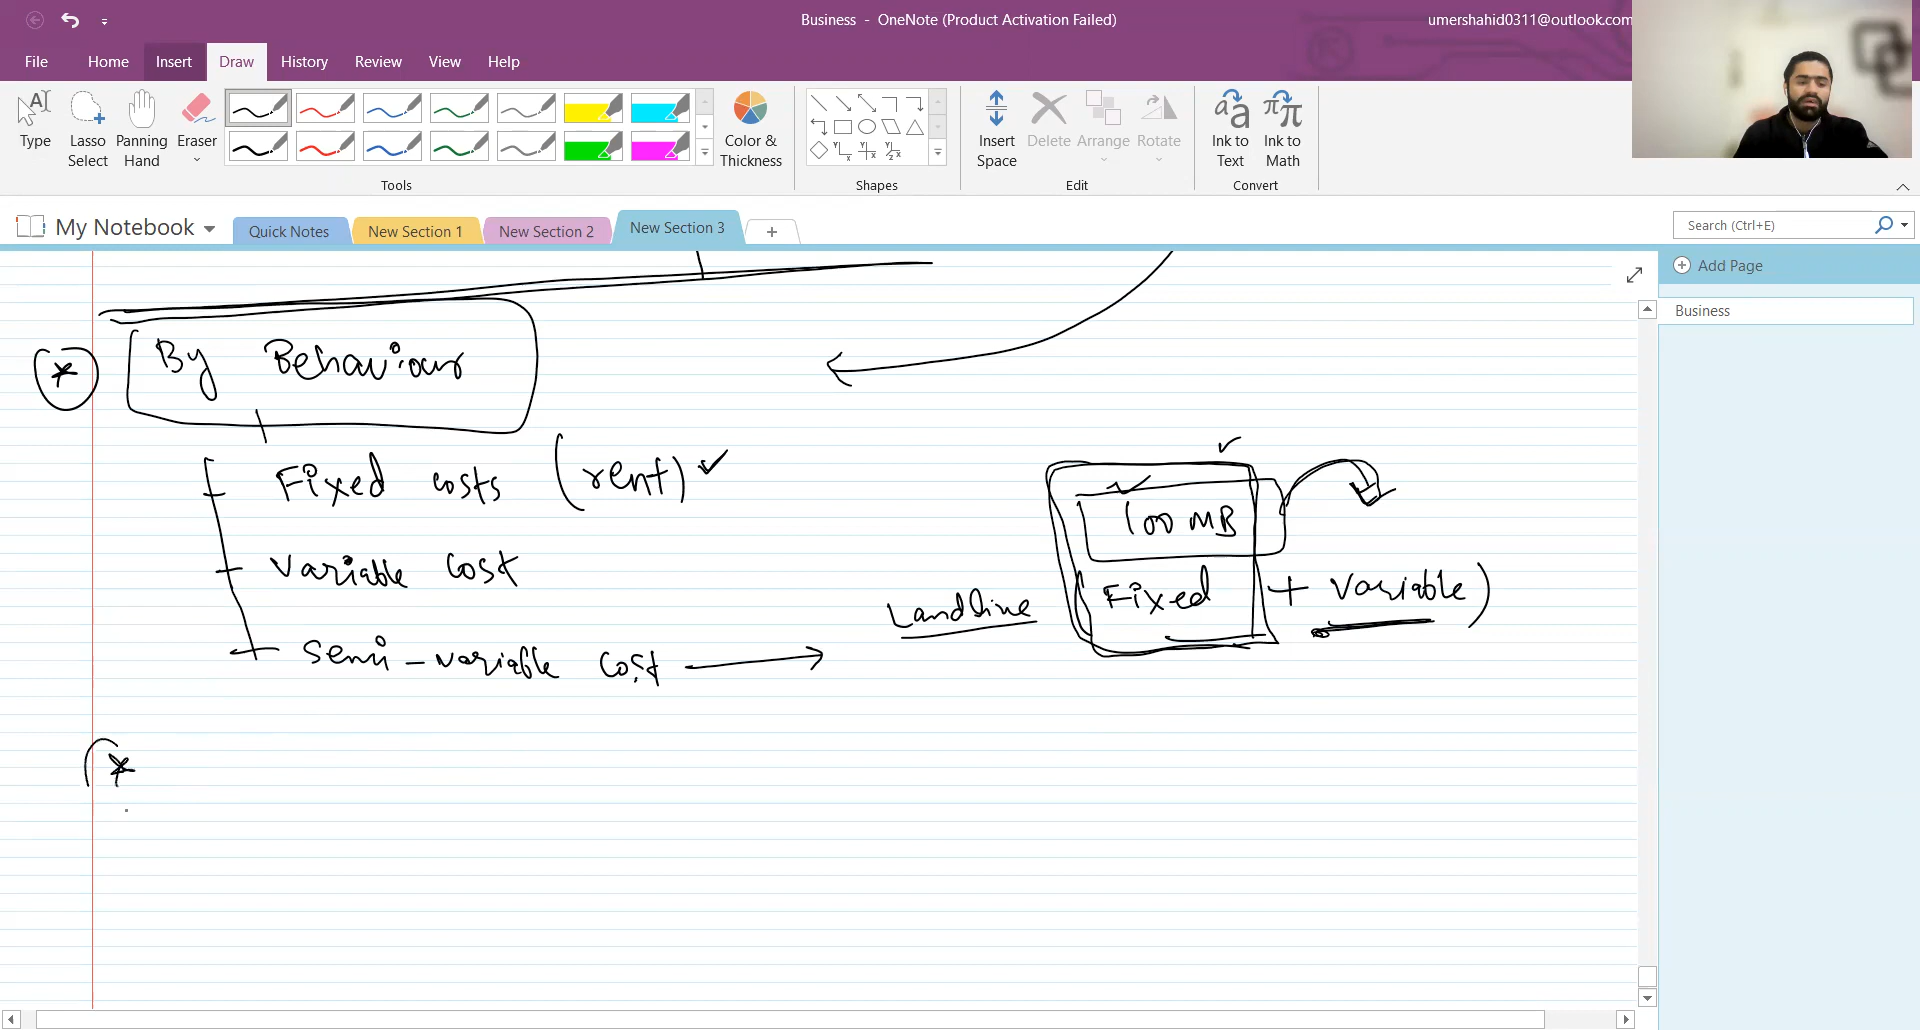 Business - OneNote (Product Activation Failed)
umershahid0311@outlook.com
File Home Insert Draw History Review View Help
Type
Lasso Select
Panning Hand
Eraser
Color & Thickness
Insert Space
Delete
Arrange
Rotate
Ink to Text
Ink to Math
Tools
Shapes
Edit
Convert
My Notebook
Quick Notes
New Section 1
New Section 2
New Section 3
Search (Ctrl+E)
Add Page
Business
By Behaviour
Fixed costs (rent)
Variable cost
Semi-variable cost
100 MB
Landline (Fixed + Variable)